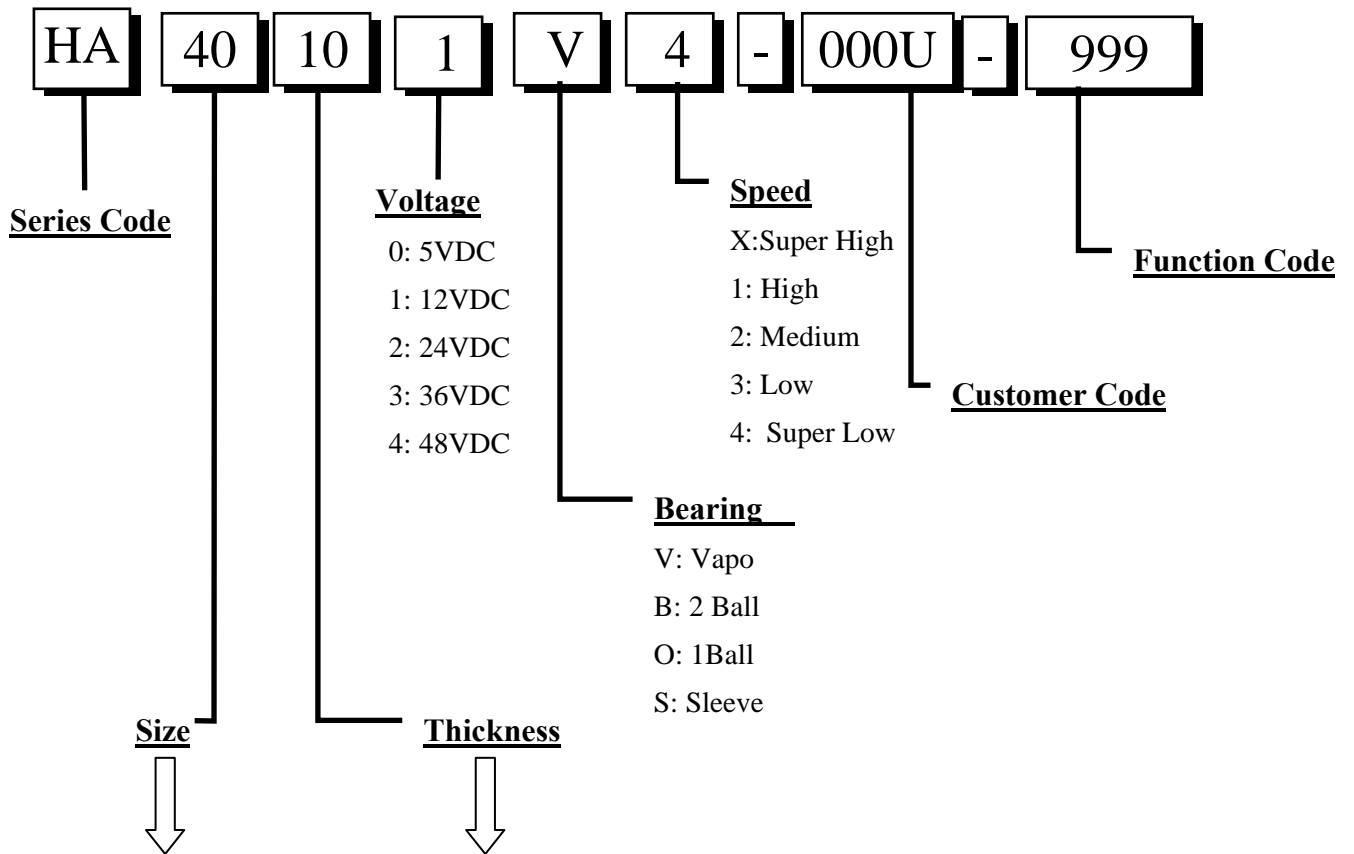 HA 40 10 1 V 4 - 000U - 999
Series Code
Voltage
0: 5VDC
1: 12VDC
2: 24VDC
3: 36VDC
4: 48VDC
Speed
X:Super High
1: High
2: Medium
3: Low
4: Super Low
Function Code
Customer Code
Bearing
V: Vapo
B: 2 Ball
O: 1Ball
S: Sleeve
Size
Thickness